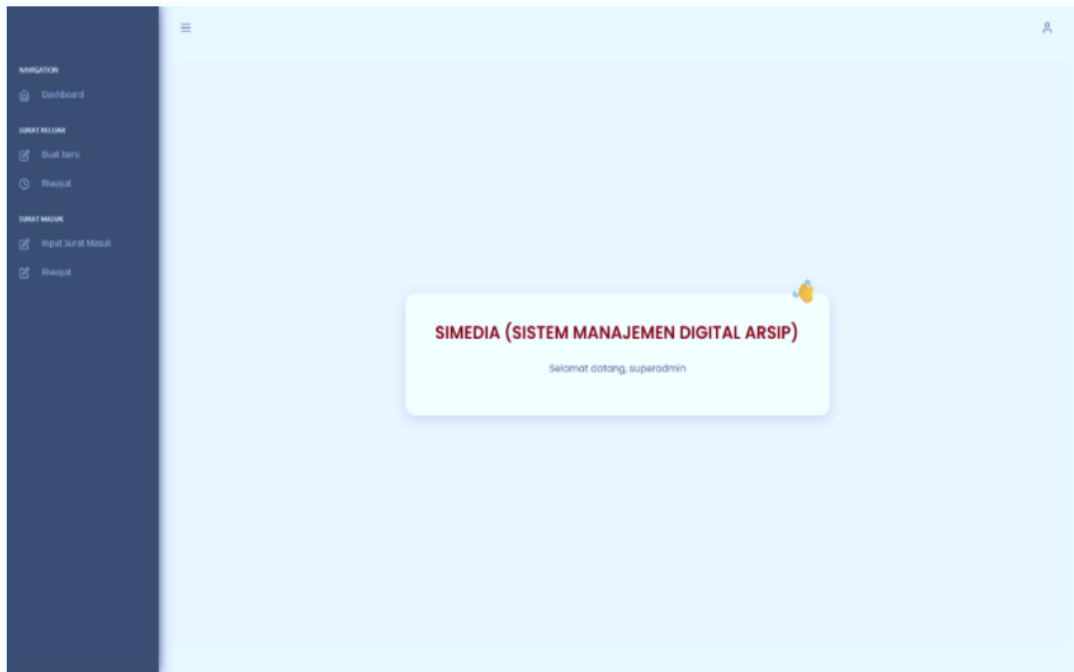 NAVIGATION
Dashboard
SURAT KELUAR
Buat baru
Riwayat
SURAT MASUK
Input Surat Masuk
Riwayat
SIMEDIA (SISTEM MANAJEMEN DIGITAL ARSIP)
Selamat datang, superadmin